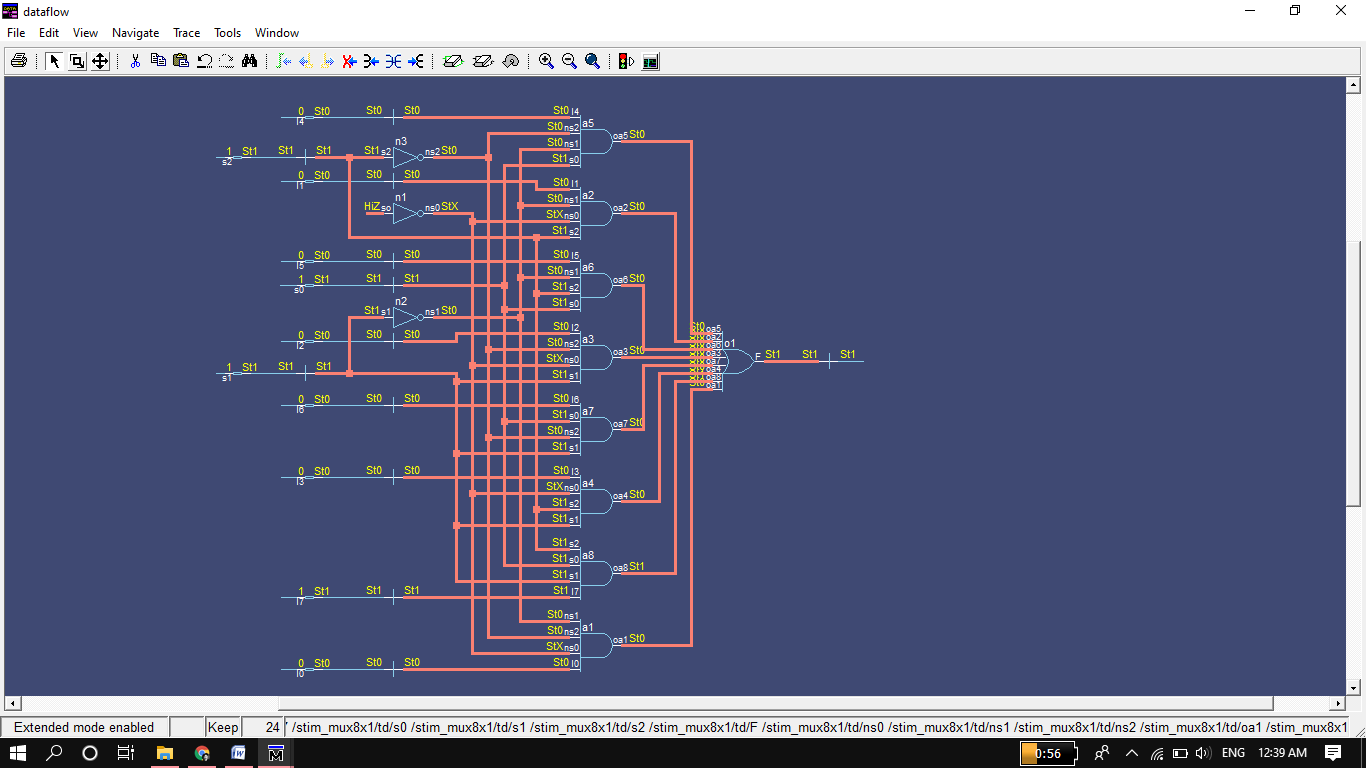 dataflow
File Edit View Navigate Trace Tools Window
0 St0 St0 St0 St0 I4
I4 a5
St0 ns2 oa5 St0
n3
1 St1 St1 St1 St1 s2 ns2 St0 St0 ns1
s2 St1 s0
0 St0 St0 St0 St0 I1
I1 a2
n1 St0 ns1
HiZ so ns0 StX StX ns0 oa2 St0
St1 s2
0 St0 St0 St0 St0 I5
I5 a6
St0 ns1
1 St1 St1 St1 St1 s2 oa6 St0
s0 St1 s0
n2
St1 s1 ns1 St0
0 St0 St0 St0 St0 I2
I2 a3
St0 ns2 oa3 St0
StX ns0
1 St1 St1 St1 St1 s1
s1
St0 oa5
oa2
oa6 o1
oa3
oa7 F St1 St1 St1
oa4
oa8
St0 oa1
0 St0 St0 St0 St0 I6
I6 a7
St1 s0
St0 ns2 oa7 St0
St1 s1
0 St0 St0 St0 St0 I3
I3 a4
StX ns0 oa4 St0
St1 s2
St1 s1
St1 s2
a8
St1 s0 oa8 St1
St1 s1
1 St1 St1 St1 St1 I7
I7
St0 ns1
a1
St0 ns2 oa1 St0
StX ns0
0 St0 St0 St0 St0 I0
I0
Extended mode enabled Keep 24 /stim_mux8x1/td/s0 /stim_mux8x1/td/s1 /stim_mux8x1/td/s2 /stim_mux8x1/td/F /stim_mux8x1/td/ns0 /stim_mux8x1/td/ns1 /stim_mux8x1/td/ns2 /stim_mux8x1/td/oa1 /stim_mux8x1
0:56 ENG 12:39 AM